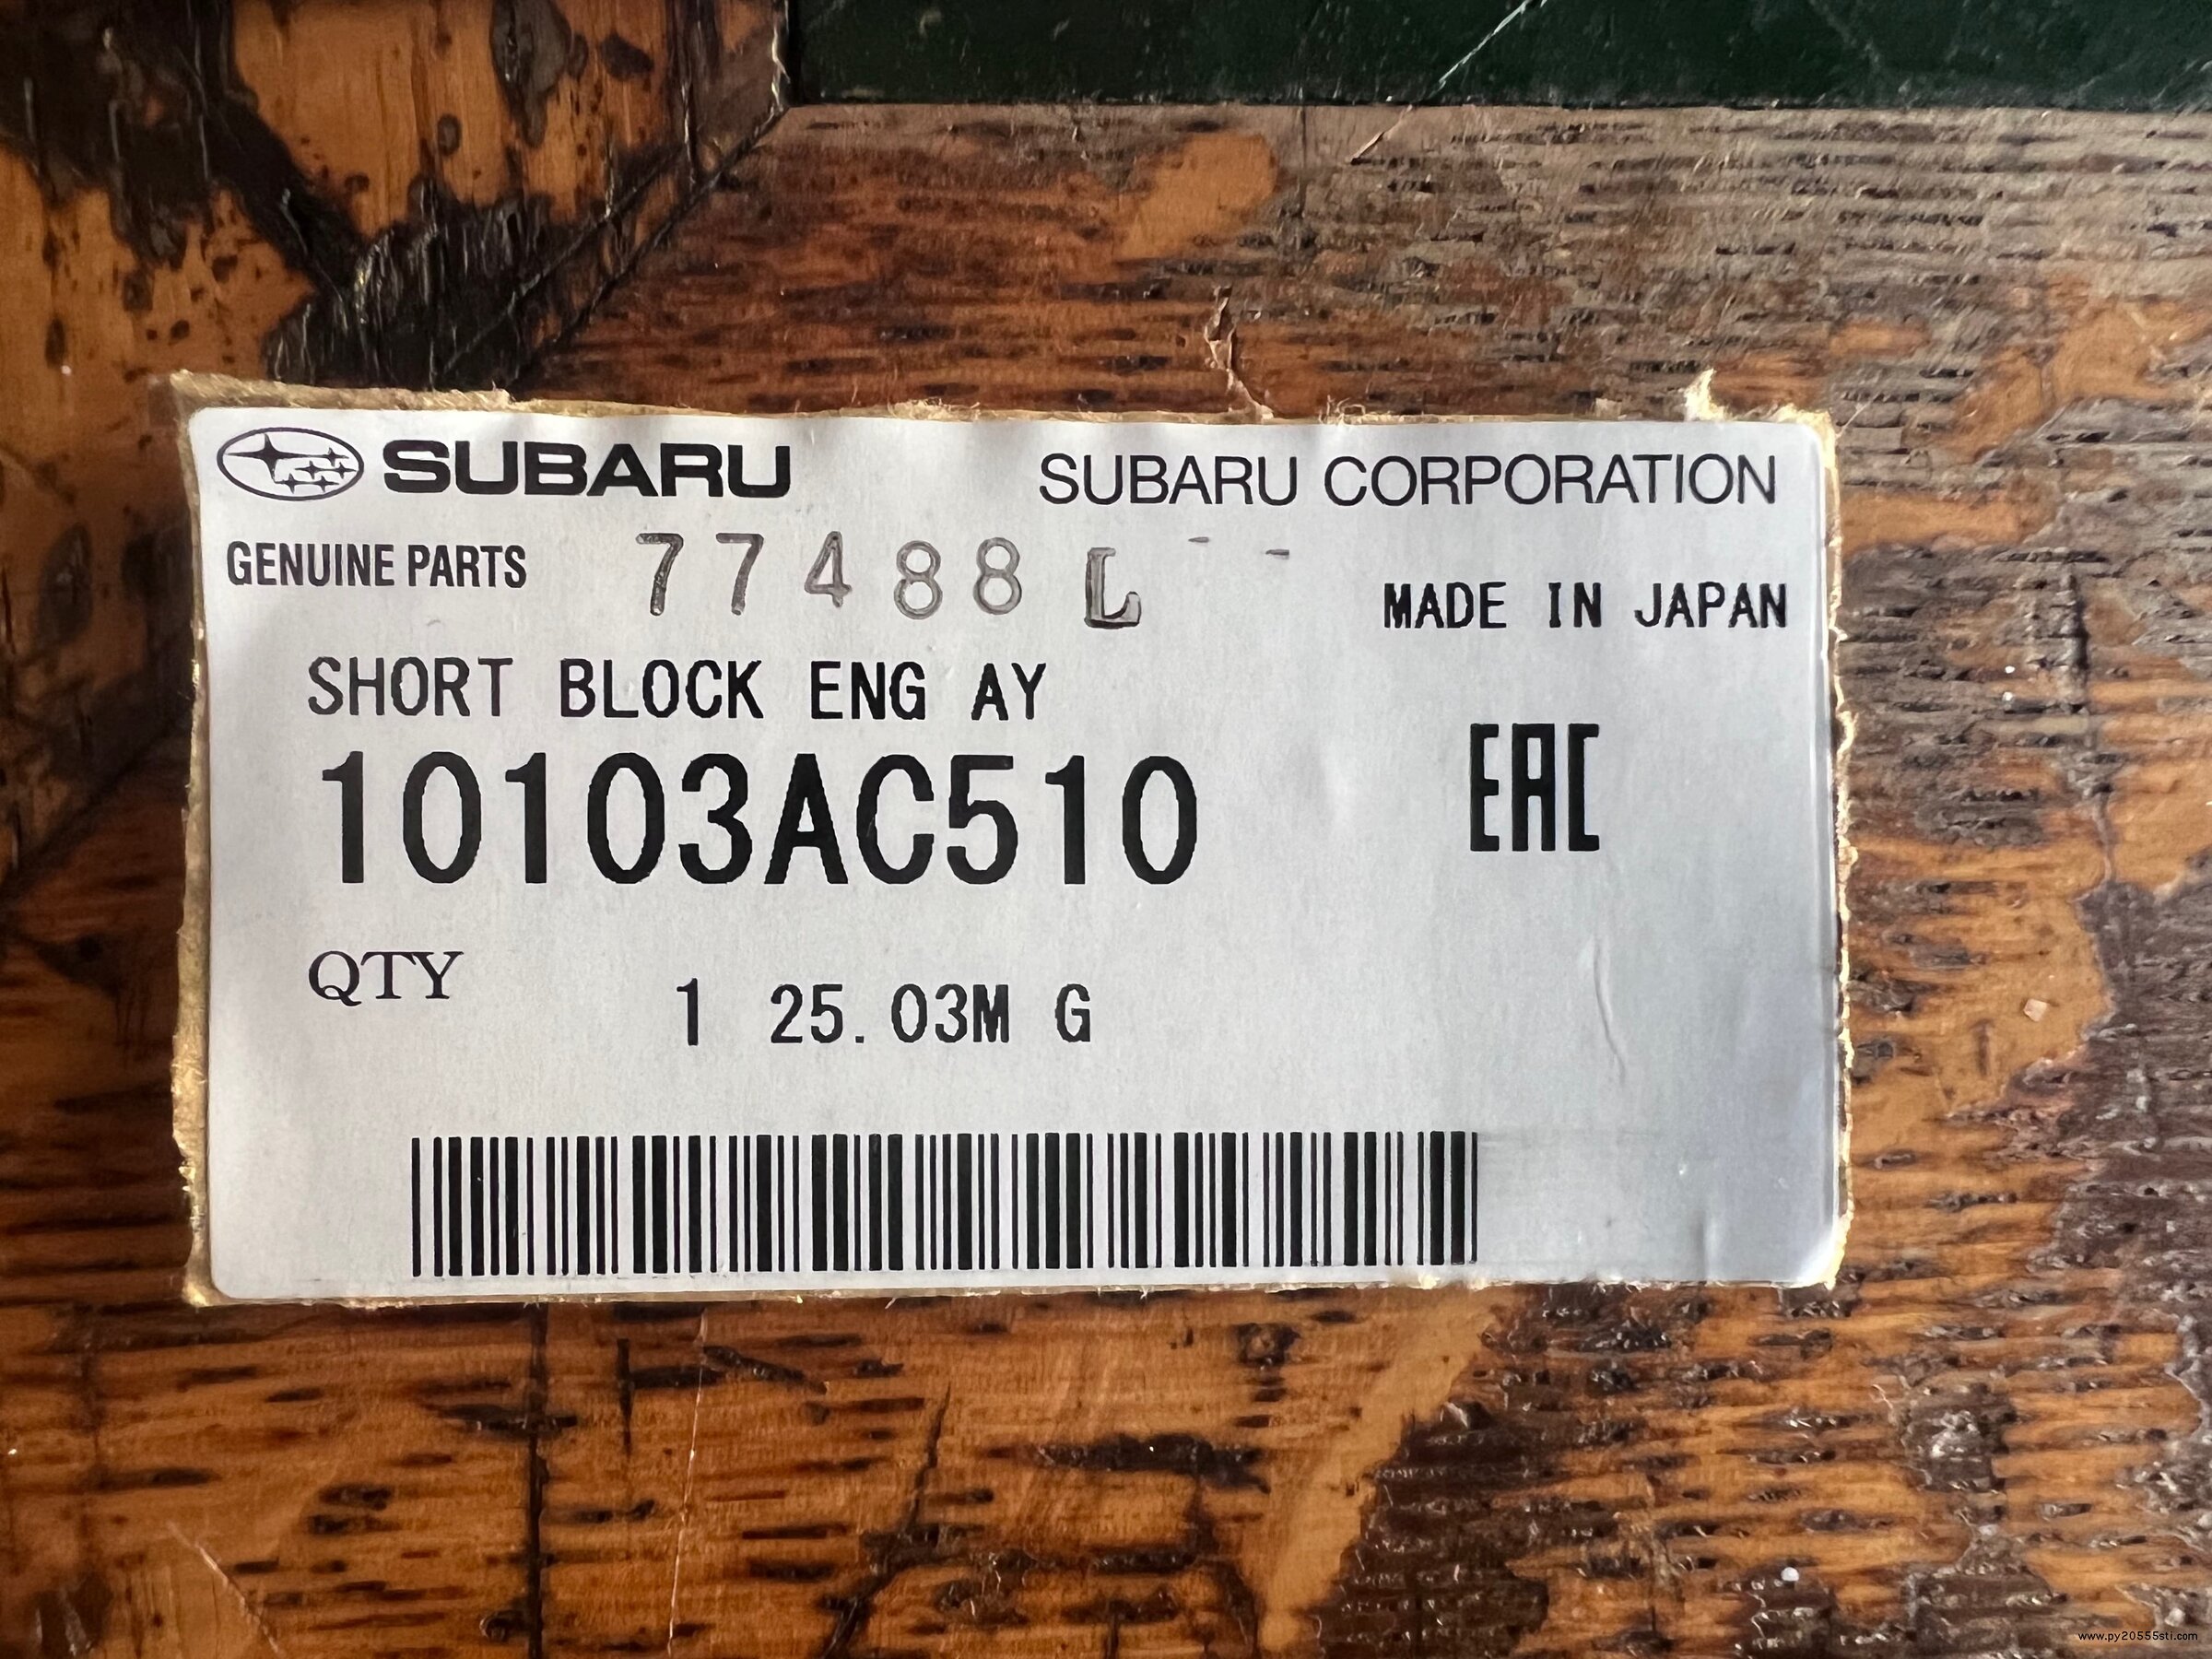 SUBARU SUBARU CORPORATION
GENUINE PARTS 77488 L - -
MADE IN JAPAN
SHORT BLOCK ENG AY
10103AC510
EAC
QTY 1 25.03M G
www.py20555sti.com